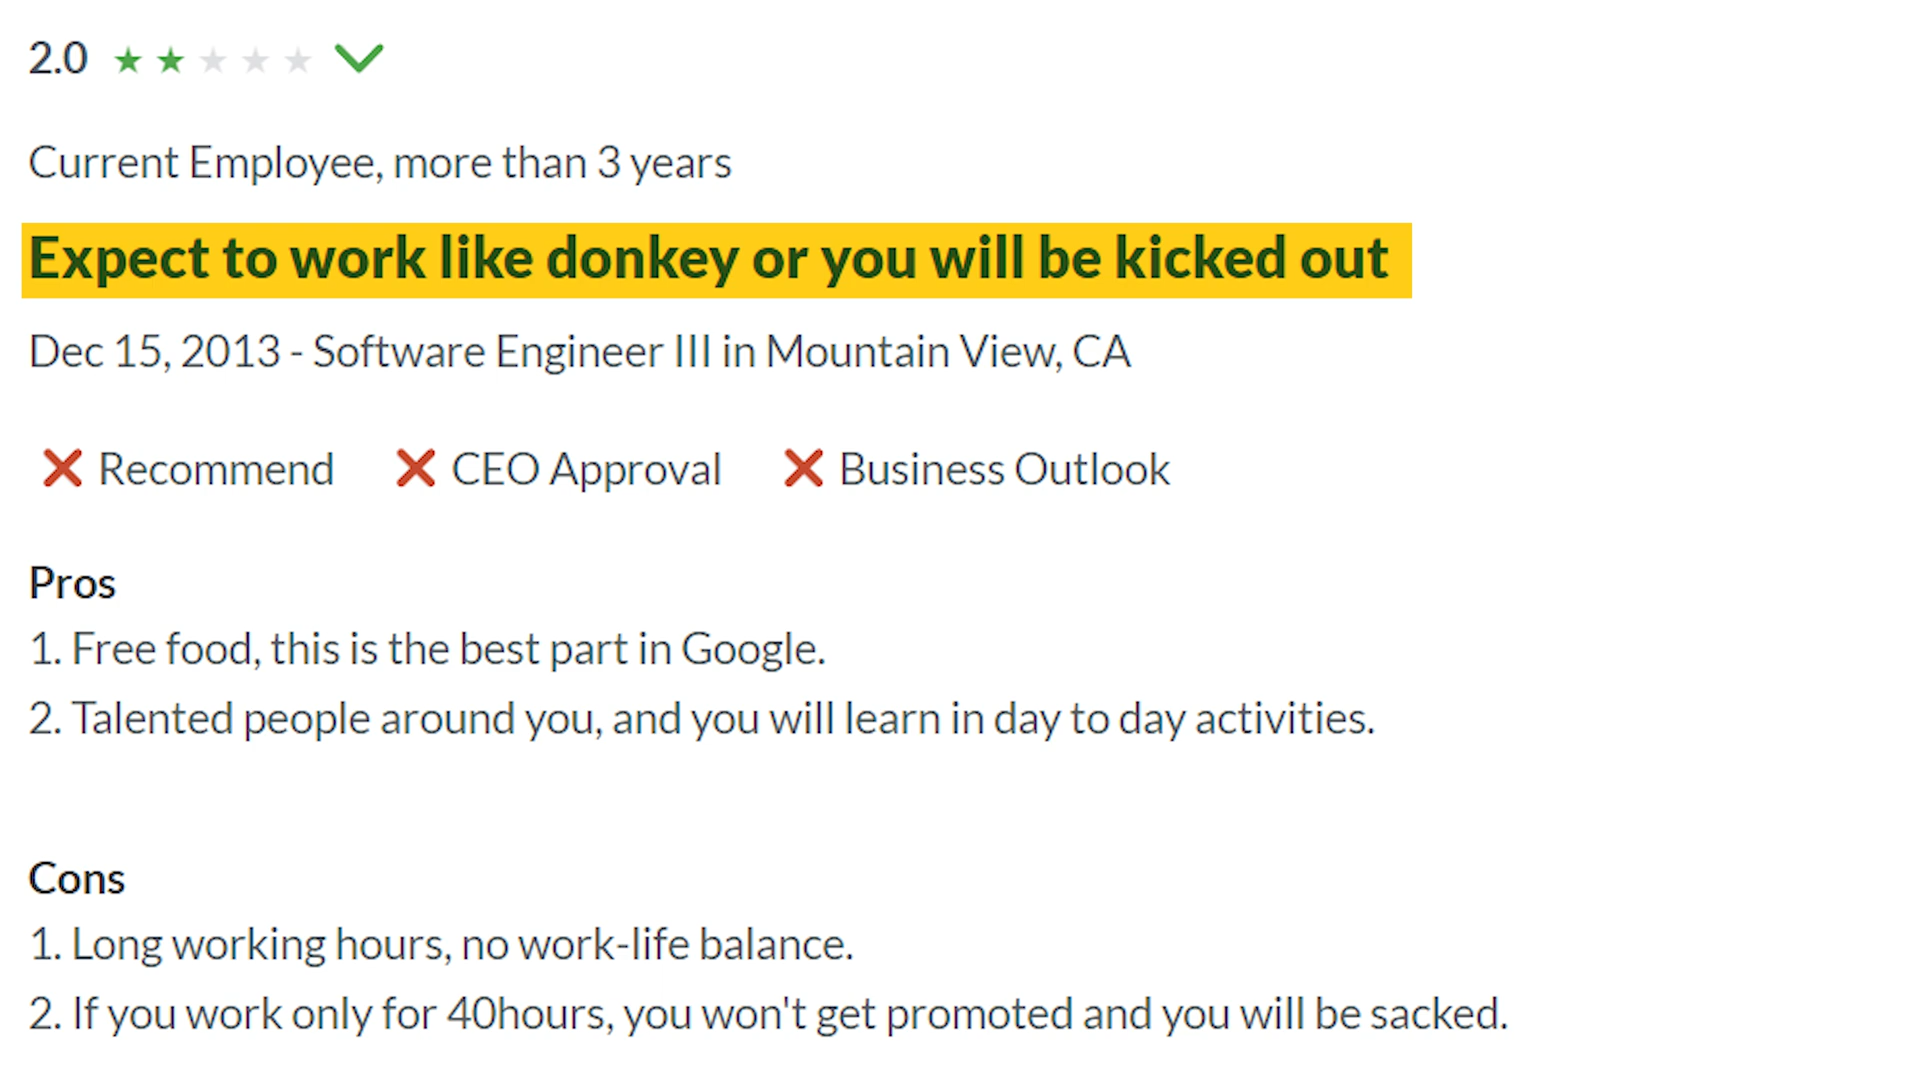 2.0
Current Employee, more than 3 years
Expect to work like donkey or you will be kicked out
Dec 15, 2013 - Software Engineer III in Mountain View, CA
Recommend CEO Approval Business Outlook
Pros
1. Free food, this is the best part in Google.
2. Talented people around you, and you will learn in day to day activities.
Cons
1. Long working hours, no work-life balance.
2. If you work only for 40hours, you won't get promoted and you will be sacked.